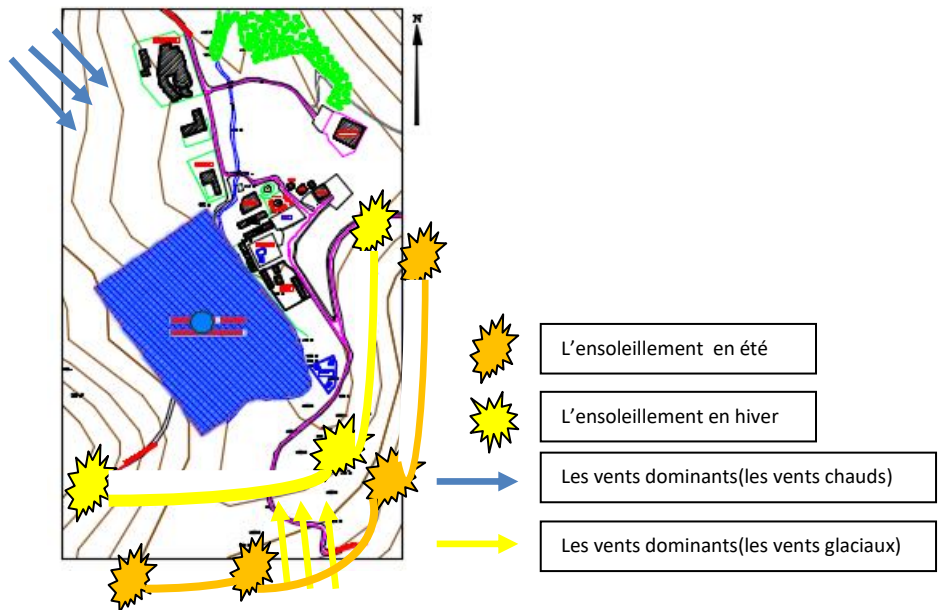 N
L'ensoleillement en été
L'ensoleillement en hiver
Les vents dominants(les vents chauds)
Les vents dominants(les vents glaciaux)